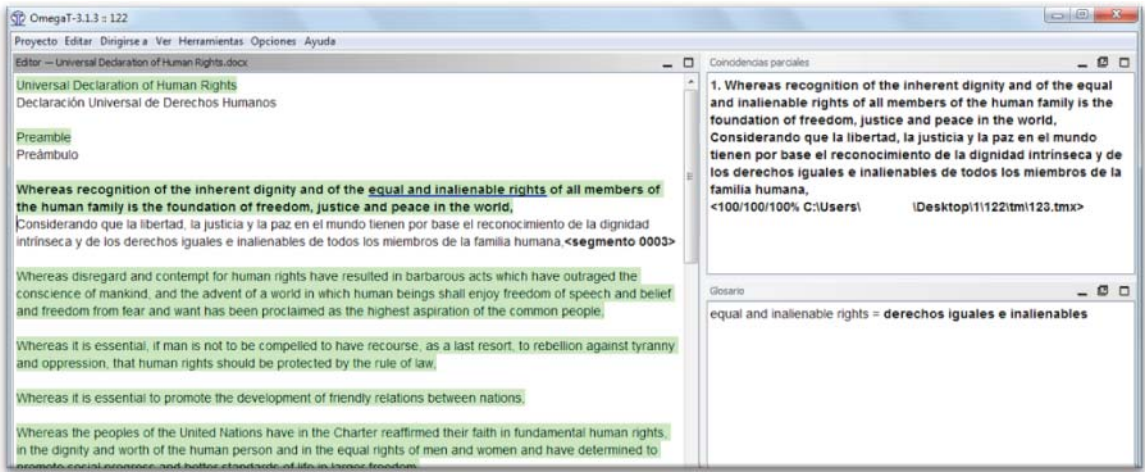 OmegaT-3.1.3 :: 122
Proyecto Editar Dirigirse a Ver Herramientas Opciones Ayuda
Editor — Universal Declaration of Human Rights.docx
Universal Declaration of Human Rights
Declaración Universal de Derechos Humanos
Preamble
Preámbulo
Whereas recognition of the inherent dignity and of the equal and inalienable rights of all members of
the human family is the foundation of freedom, justice and peace in the world,
Considerando que la libertad, la justicia y la paz en el mundo tienen por base el reconocimiento de la dignidad
intrínseca y de los derechos iguales e inalienables de todos los miembros de la familia humana,<segmento 0003>
Whereas disregard and contempt for human rights have resulted in barbarous acts which have outraged the
conscience of mankind, and the advent of a world in which human beings shall enjoy freedom of speech and belief
and freedom from fear and want has been proclaimed as the highest aspiration of the common people,
Whereas it is essential, if man is not to be compelled to have recourse, as a last resort, to rebellion against tyranny
and oppression, that human rights should be protected by the rule of law,
Whereas it is essential to promote the development of friendly relations between nations,
Whereas the peoples of the United Nations have in the Charter reaffirmed their faith in fundamental human rights,
in the dignity and worth of the human person and in the equal rights of men and women and have determined to
promote social progress and better standards of life in larger freedom,
Coincidencias parciales
1. Whereas recognition of the inherent dignity and of the equal
and inalienable rights of all members of the human family is the
foundation of freedom, justice and peace in the world,
Considerando que la libertad, la justicia y la paz en el mundo
tienen por base el reconocimiento de la dignidad intrínseca y de
los derechos iguales e inalienables de todos los miembros de la
familia humana,
<100/100/100% C:\Users\ \Desktop\1\122\tm\123.tmx>
Glosario
equal and inalienable rights = derechos iguales e inalienables